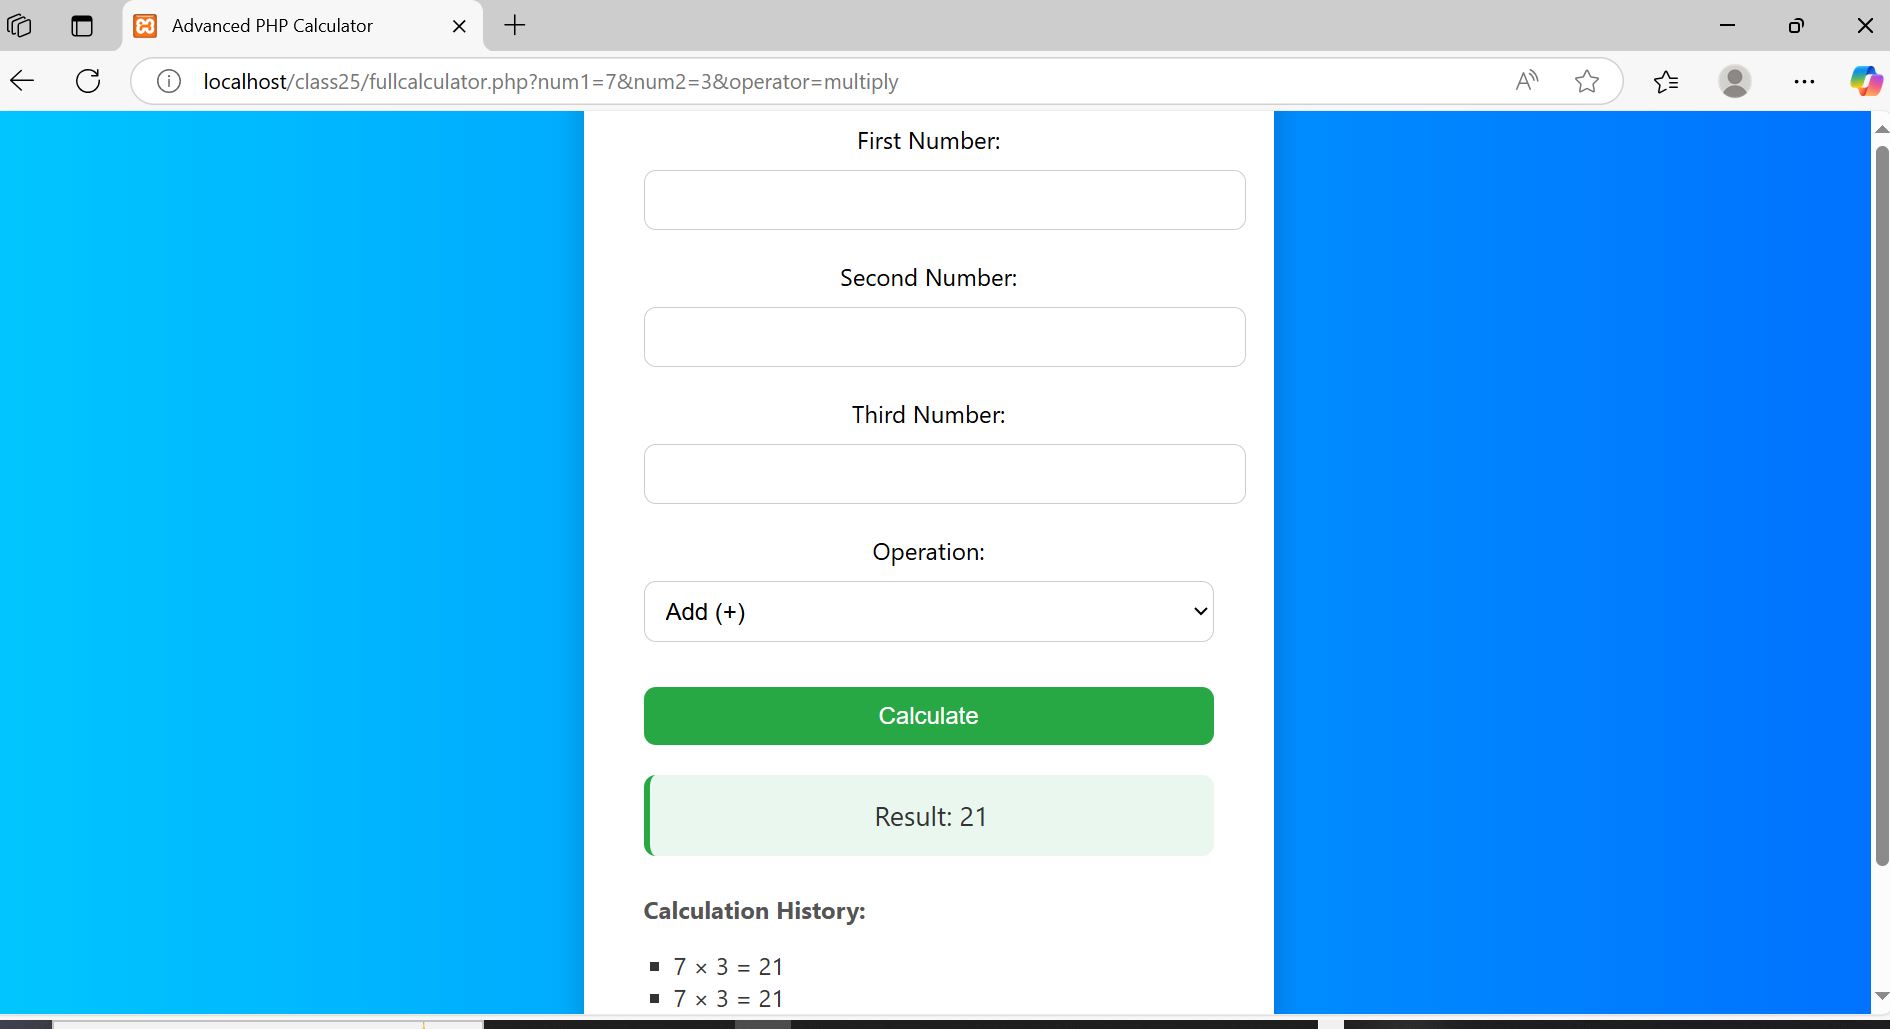 Advanced PHP Calculator
localhost/class25/fullcalculator.php?num1=7&num2=3&operator=multiply
First Number:
Second Number:
Third Number:
Operation:
Add (+)
Calculate
Result: 21
Calculation History:
7 × 3 = 21
7 × 3 = 21